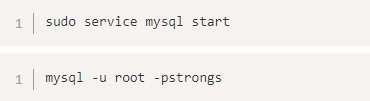 1 sudo service mysql start
1 mysql -u root -pstrongs